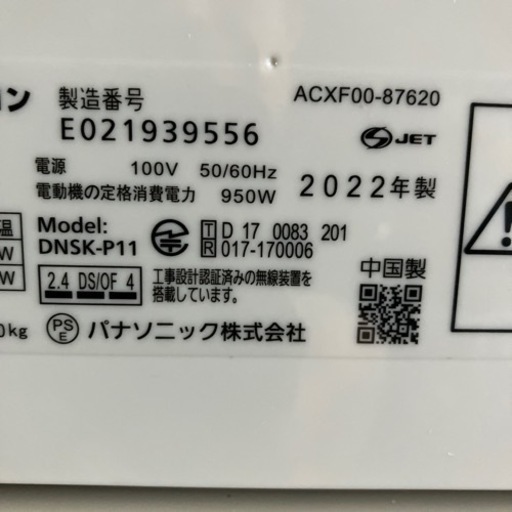 ョン 製造番号 ACXF00-87620
E021939556 JET
電源 100V 50/60Hz
電動機の定格消費電力 950W 2022年製
温 Model: T D 17 0083 201
W DNSK-P11 R 017-170006
W 2.4 DS/OF 4 工事設計認証済みの無線装置を
搭載しています。
中国製
0kg PSE パナソニック株式会社